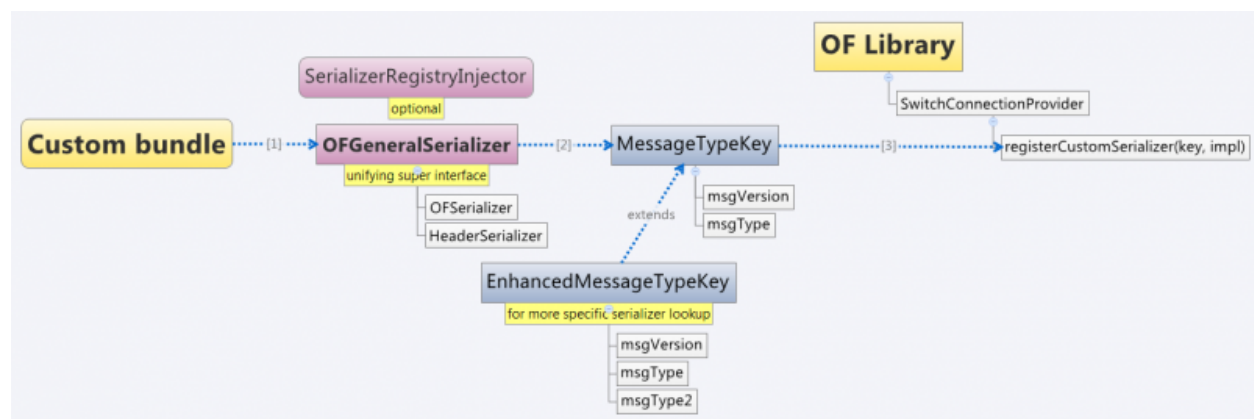 OF Library
SerializerRegistryInjector
optional
SwitchConnectionProvider
Custom bundle
[1]
OFGeneralSerializer
[2]
MessageTypeKey
[3]
registerCustomSerializer(key, impl)
unifying super interface
OFSerializer
HeaderSerializer
msgVersion
msgType
extends
EnhancedMessageTypeKey
for more specific serializer lookup
msgVersion
msgType
msgType2